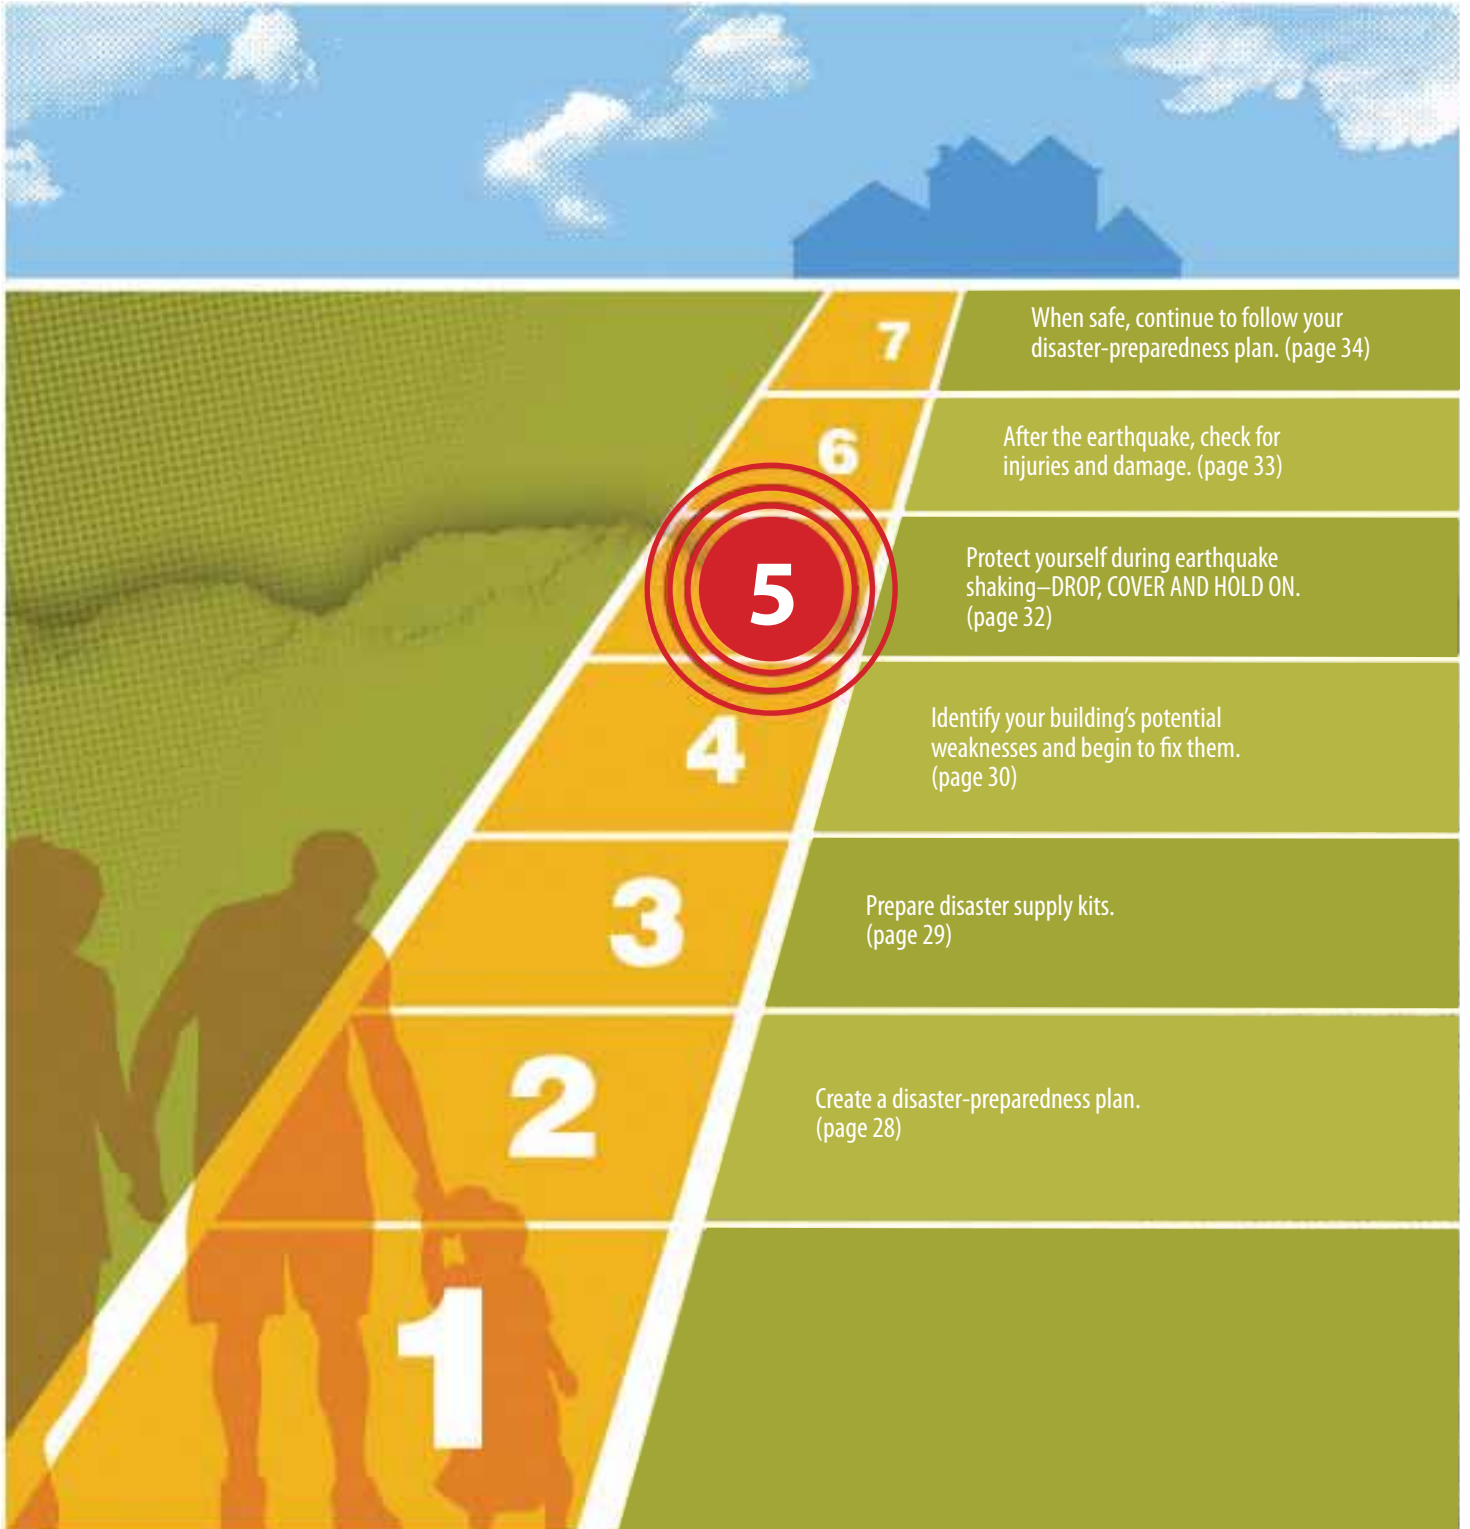 7
When safe, continue to follow your
disaster-preparedness plan. (page 34)
6
After the earthquake, check for
injuries and damage. (page 33)
5
Protect yourself during earthquake
shaking–DROP, COVER AND HOLD ON.
(page 32)
4
Identify your building’s potential
weaknesses and begin to fix them.
(page 30)
3
Prepare disaster supply kits.
(page 29)
2
Create a disaster-preparedness plan.
(page 28)
1